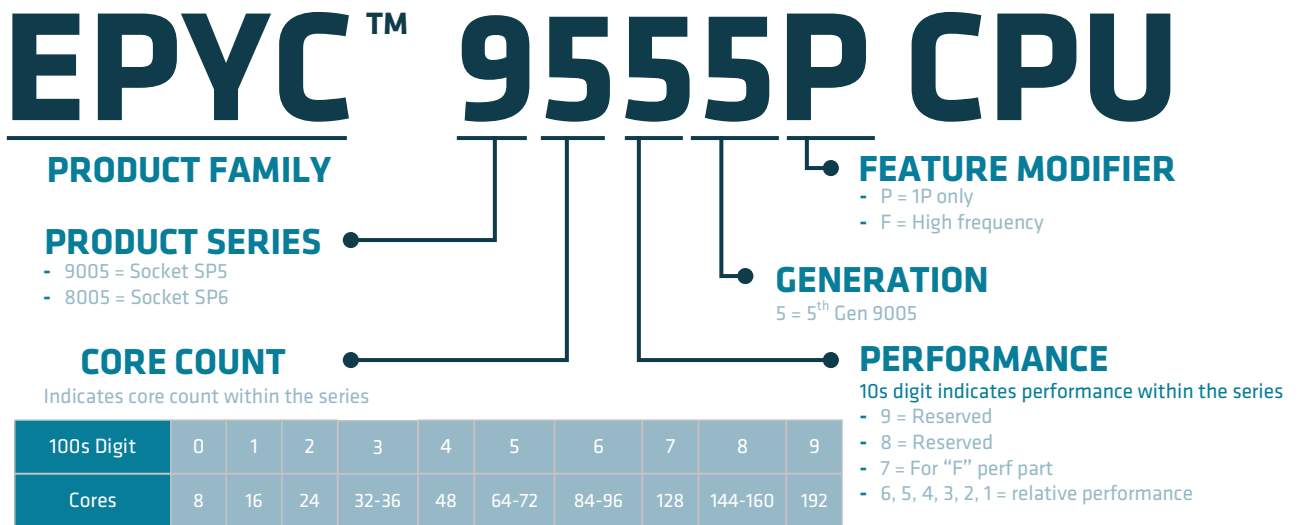 EPYC™ 9555P CPU
PRODUCT FAMILY
PRODUCT SERIES
- 9005 = Socket SP5
- 8005 = Socket SP6
CORE COUNT
Indicates core count within the series
100s Digit 0 1 2 3 4 5 6 7 8 9
Cores 8 16 24 32-36 48 64-72 84-96 128 144-160 192
FEATURE MODIFIER
- P = 1P only
- F = High frequency
GENERATION
5 = 5th Gen 9005
PERFORMANCE
10s digit indicates performance within the series
- 9 = Reserved
- 8 = Reserved
- 7 = For “F” perf part
- 6, 5, 4, 3, 2, 1 = relative performance